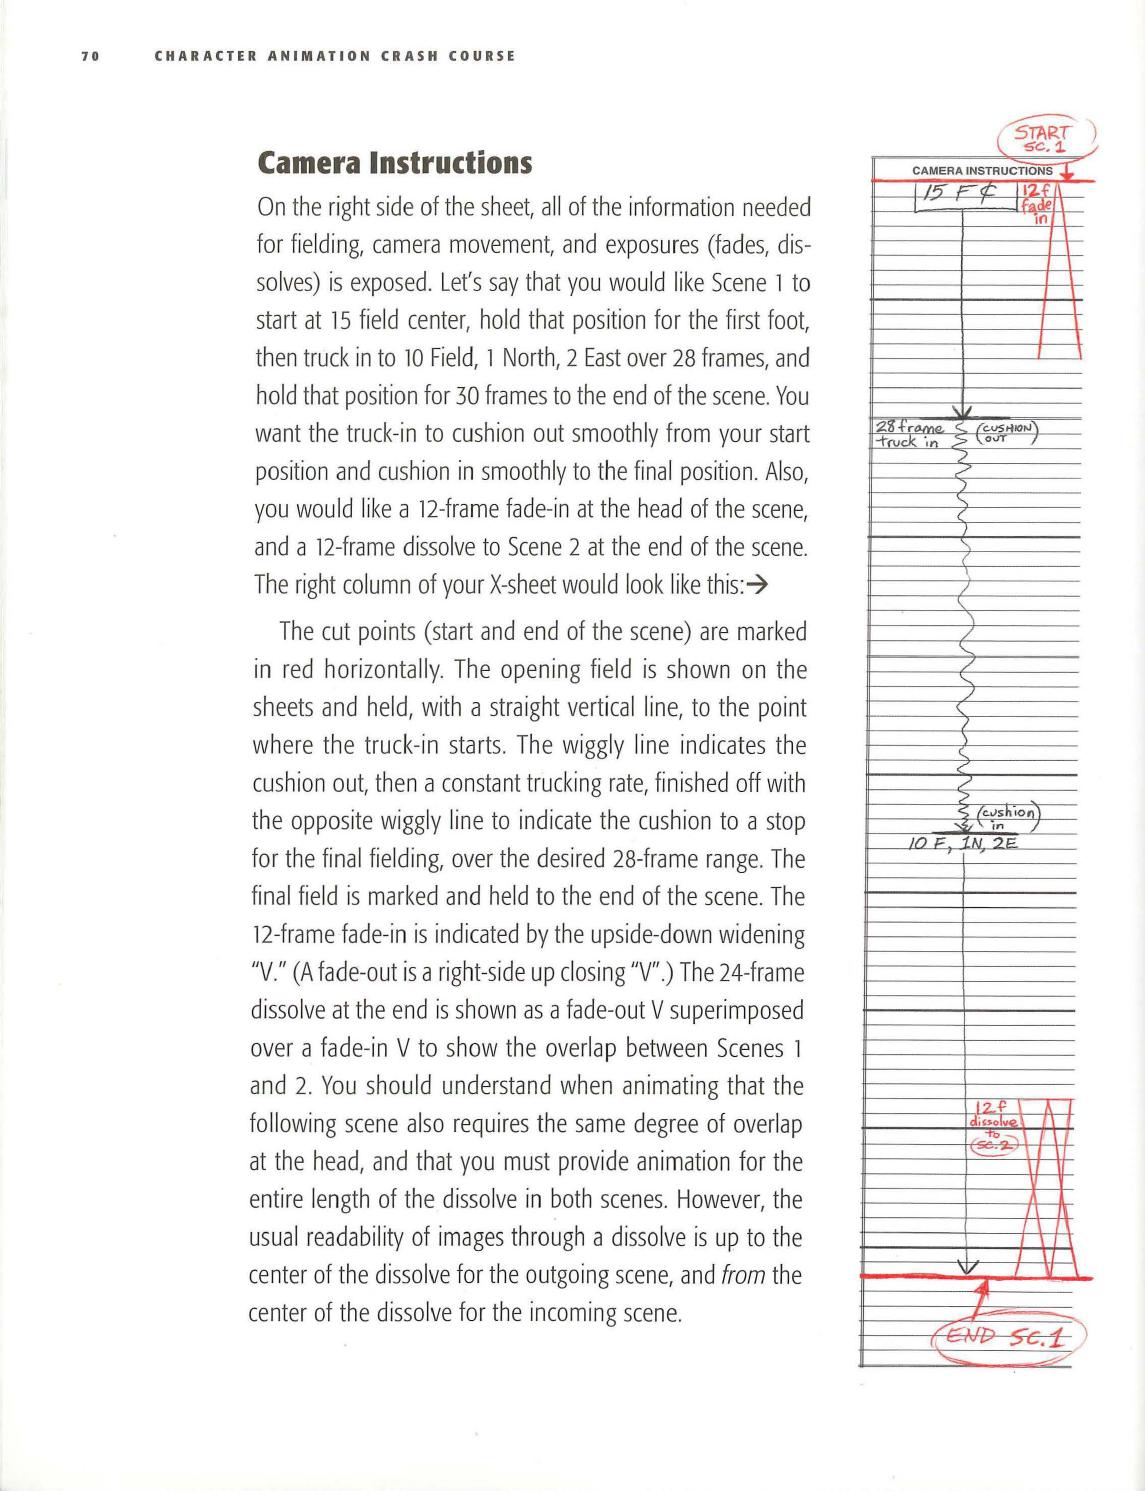 70 CHARACTER ANIMATION CRASH COURSE
Camera Instructions
On the right side of the sheet, all of the information needed
for fielding, camera movement, and exposures (fades, dis-
solves) is exposed. Let's say that you would like Scene 1 to
start at 15 field center, hold that position for the first foot,
then truck in to 10 Field, 1 North, 2 East over 28 frames, and
hold that position for 30 frames to the end of the scene. You
want the truck-in to cushion out smoothly from your start
position and cushion in smoothly to the final position. Also,
you would like a 12-frame fade-in at the head of the scene,
and a 12-frame dissolve to Scene 2 at the end of the scene.
The right column of your X-sheet would look like this:→
The cut points (start and end of the scene) are marked
in red horizontally. The opening field is shown on the
sheets and held, with a straight vertical line, to the point
where the truck-in starts. The wiggly line indicates the
cushion out, then a constant trucking rate, finished off with
the opposite wiggly line to indicate the cushion to a stop
for the final fielding, over the desired 28-frame range. The
final field is marked and held to the end of the scene. The
12-frame fade-in is indicated by the upside-down widening
"V." (A fade-out is a right-side up closing "V".) The 24-frame
dissolve at the end is shown as a fade-out V superimposed
over a fade-in V to show the overlap between Scenes 1
and 2. You should understand when animating that the
following scene also requires the same degree of overlap
at the head, and that you must provide animation for the
entire length of the dissolve in both scenes. However, the
usual readability of images through a dissolve is up to the
center of the dissolve for the outgoing scene, and from the
center of the dissolve for the incoming scene.
START
SC. 1
CAMERA INSTRUCTIONS
15 F ₵
12f
fade
in
28 frame
truck in
(CUSHION
OUT)
(cushion
in)
10 F, 1N, 2E
12f
dissolve
to
SC. 2
END SC. 1